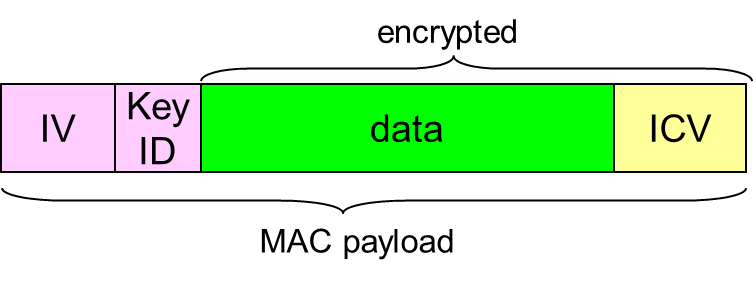 encrypted
IV
Key
ID
data
ICV
MAC payload